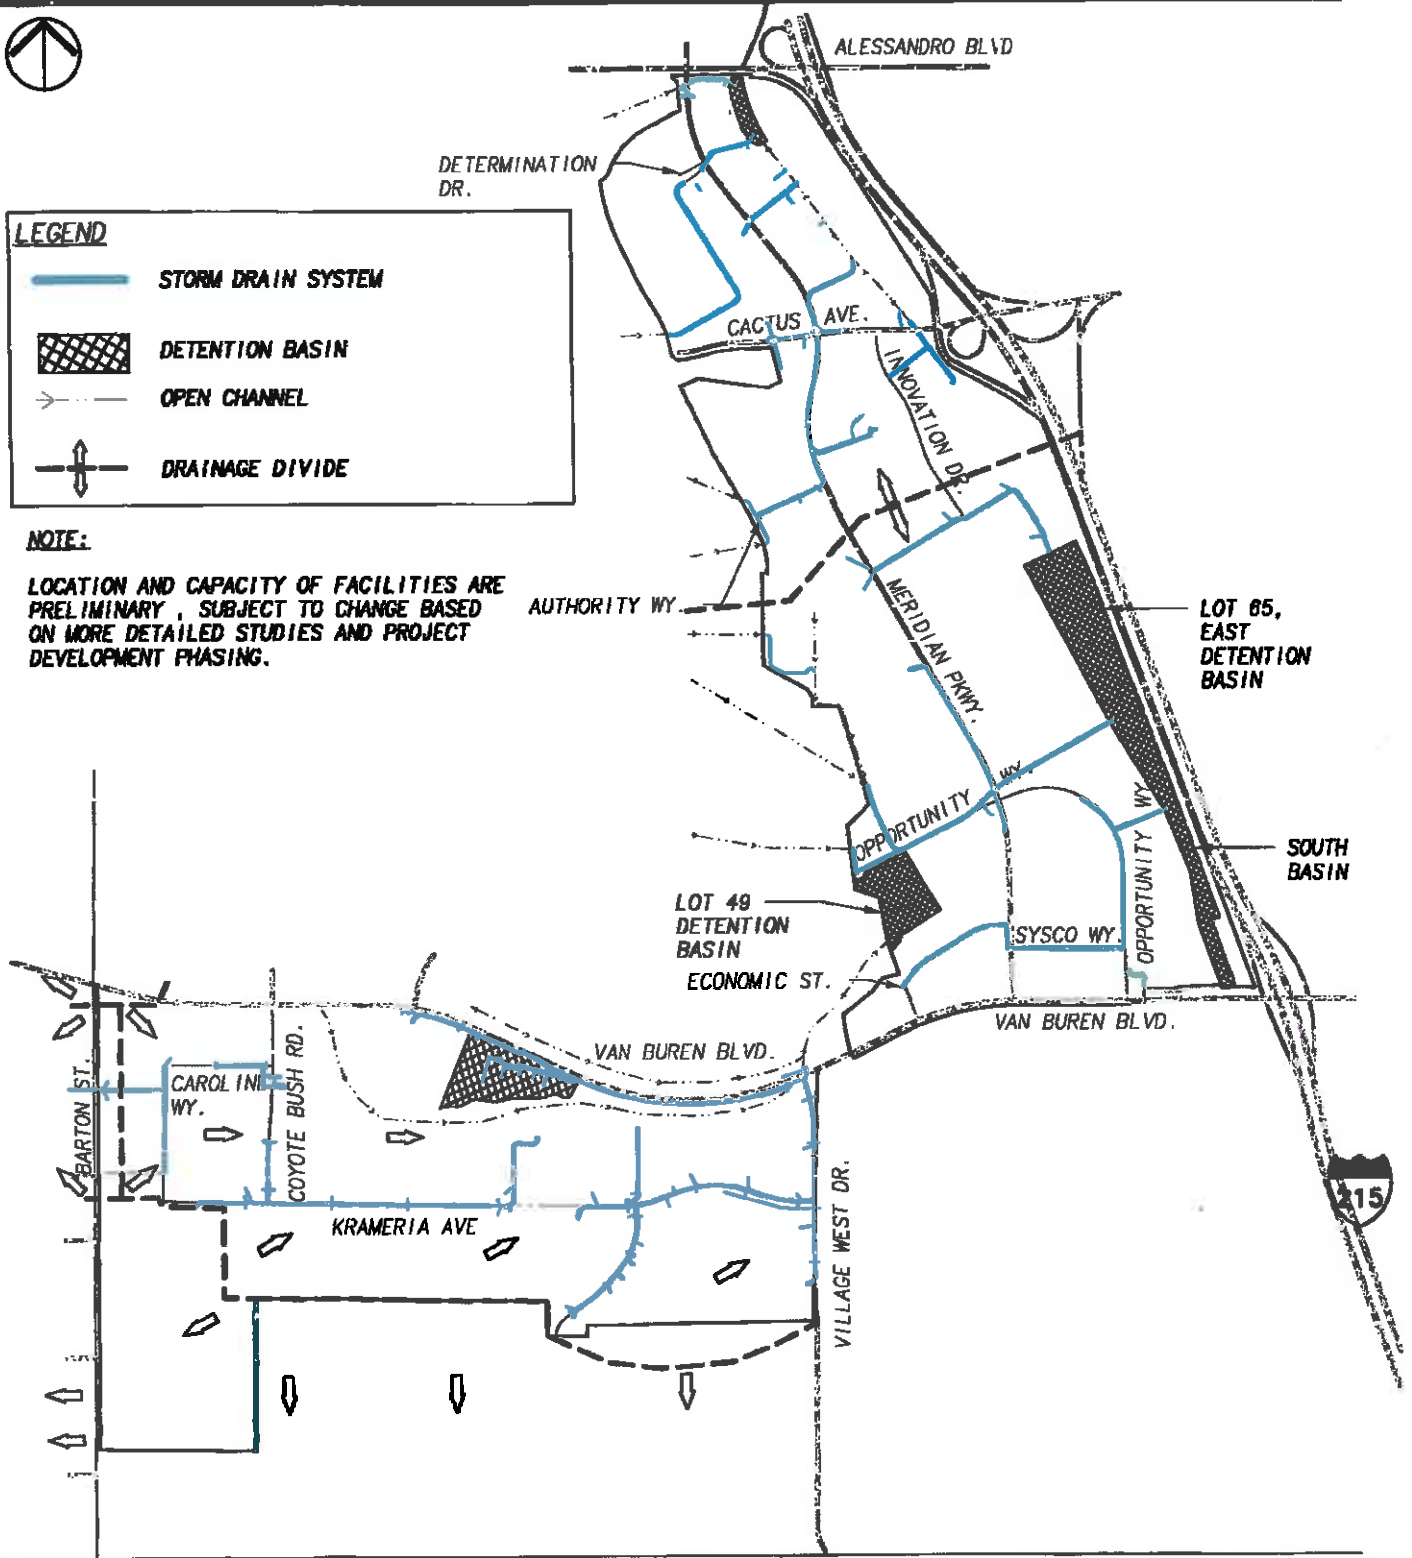 ALESSANDRO BLVD
DETERMINATION
DR.
LEGEND
STORM DRAIN SYSTEM
DETENTION BASIN
OPEN CHANNEL
DRAINAGE DIVIDE
CACTUS AVE.
INNOVATION DR.
NOTE:
LOCATION AND CAPACITY OF FACILITIES ARE
PRELIMINARY , SUBJECT TO CHANGE BASED
ON MORE DETAILED STUDIES AND PROJECT
DEVELOPMENT PHASING.
AUTHORITY WY.
MERIDIAN PKWY.
LOT 65,
EAST
DETENTION
BASIN
OPPORTUNITY WY.
OPPORTUNITY WY.
SOUTH
BASIN
LOT 49
DETENTION
BASIN
SYSCO WY.
ECONOMIC ST.
VAN BUREN BLVD.
VAN BUREN BLVD.
BARTON ST.
CAROLINE
WY.
COYOTE BUSH RD.
KRAMERIA AVE
VILLAGE WEST DR.
215